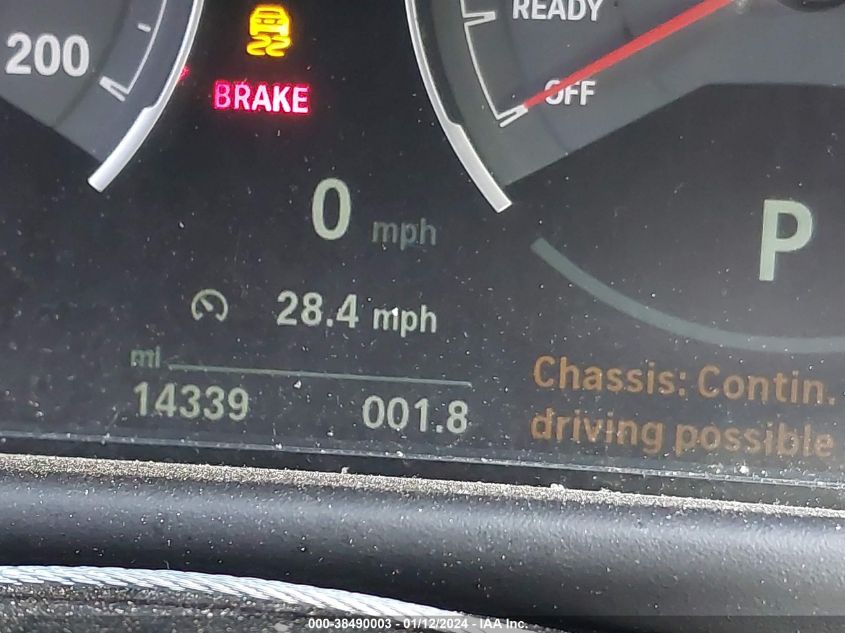 200
READY
OFF
BRAKE
0 mph
P
28.4 mph
mi
14339 001.8
Chassis: Contin.
driving possible
000-38490003 - 01/12/2024 - IAA Inc.